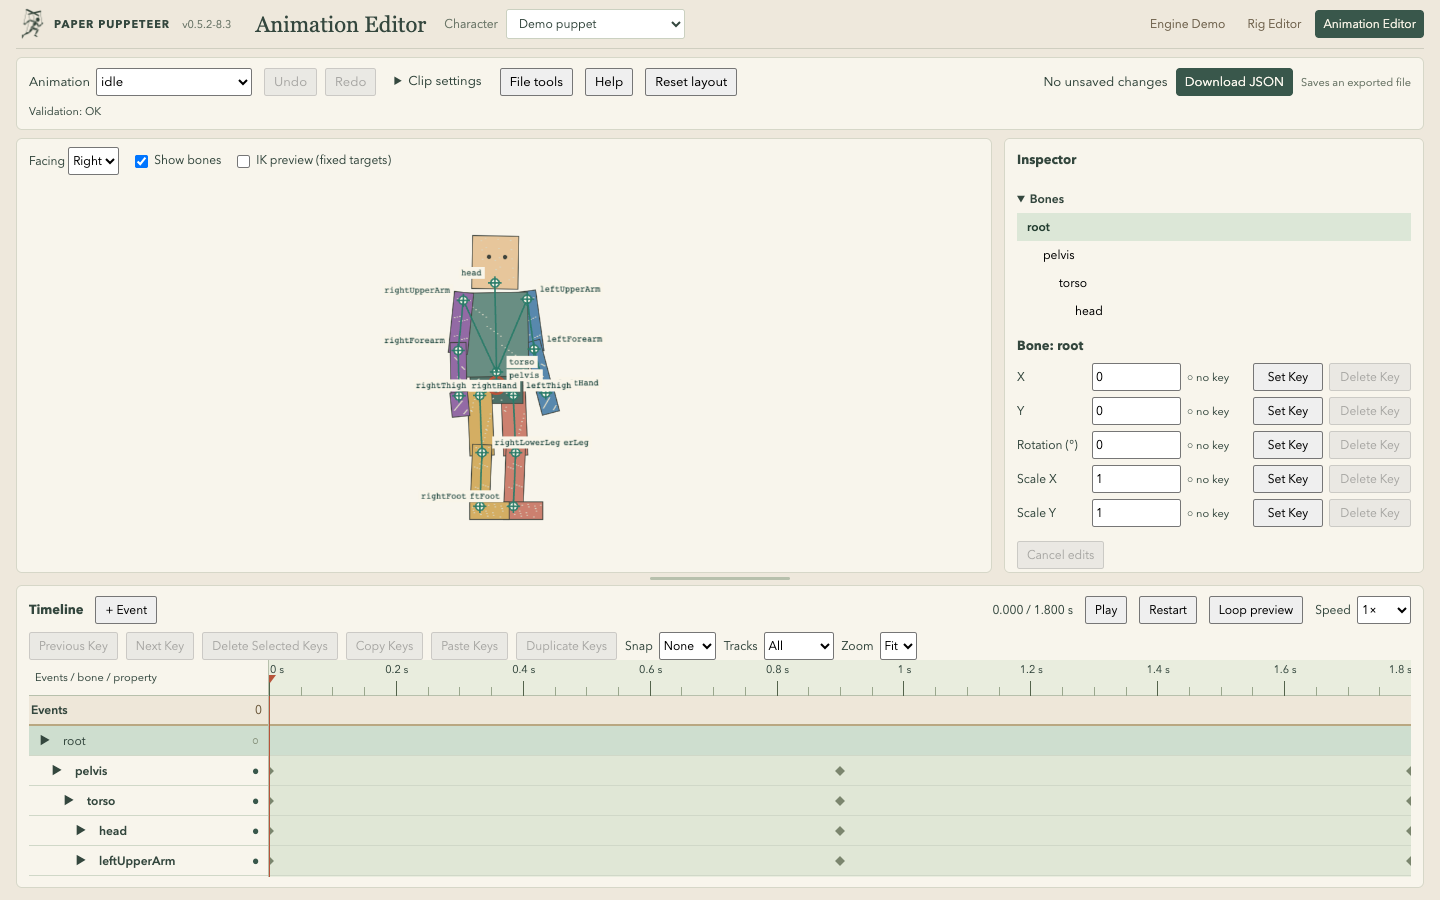 PAPER PUPPETEER v0.5.2-8.3 Animation Editor Character Demo puppet Engine Demo Rig Editor Animation Editor
Animation idle Undo Redo ▶ Clip settings File tools Help Reset layout No unsaved changes Download JSON Saves an exported file
Validation: OK
Facing Right Show bones IK preview (fixed targets)
head
rightUpperArm leftUpperArm
rightForearm leftForearm
torso
pelvis
rightThigh rightHand leftThigh tHand
rightLowerLeg erLeg
rightFoot ftFoot
Inspector
▼ Bones
root
pelvis
torso
head
Bone: root
X 0 ○ no key Set Key Delete Key
Y 0 ○ no key Set Key Delete Key
Rotation (°) 0 ○ no key Set Key Delete Key
Scale X 1 ○ no key Set Key Delete Key
Scale Y 1 ○ no key Set Key Delete Key
Cancel edits
Timeline + Event 0.000 / 1.800 s Play Restart Loop preview Speed 1×
Previous Key Next Key Delete Selected Keys Copy Keys Paste Keys Duplicate Keys Snap None Tracks All Zoom Fit
Events / bone / property 0 s 0.2 s 0.4 s 0.6 s 0.8 s 1 s 1.2 s 1.4 s 1.6 s 1.8 s
Events 0
▶ root ○
▶ pelvis ●
▶ torso ●
▶ head ●
▶ leftUpperArm ●